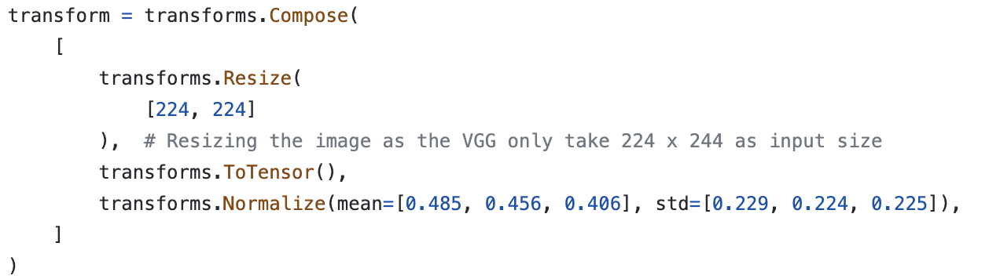 transform = transforms.Compose(
    [
        transforms.Resize(
            [224, 224]
        ),  # Resizing the image as the VGG only take 224 x 244 as input size
        transforms.ToTensor(),
        transforms.Normalize(mean=[0.485, 0.456, 0.406], std=[0.229, 0.224, 0.225]),
    ]
)